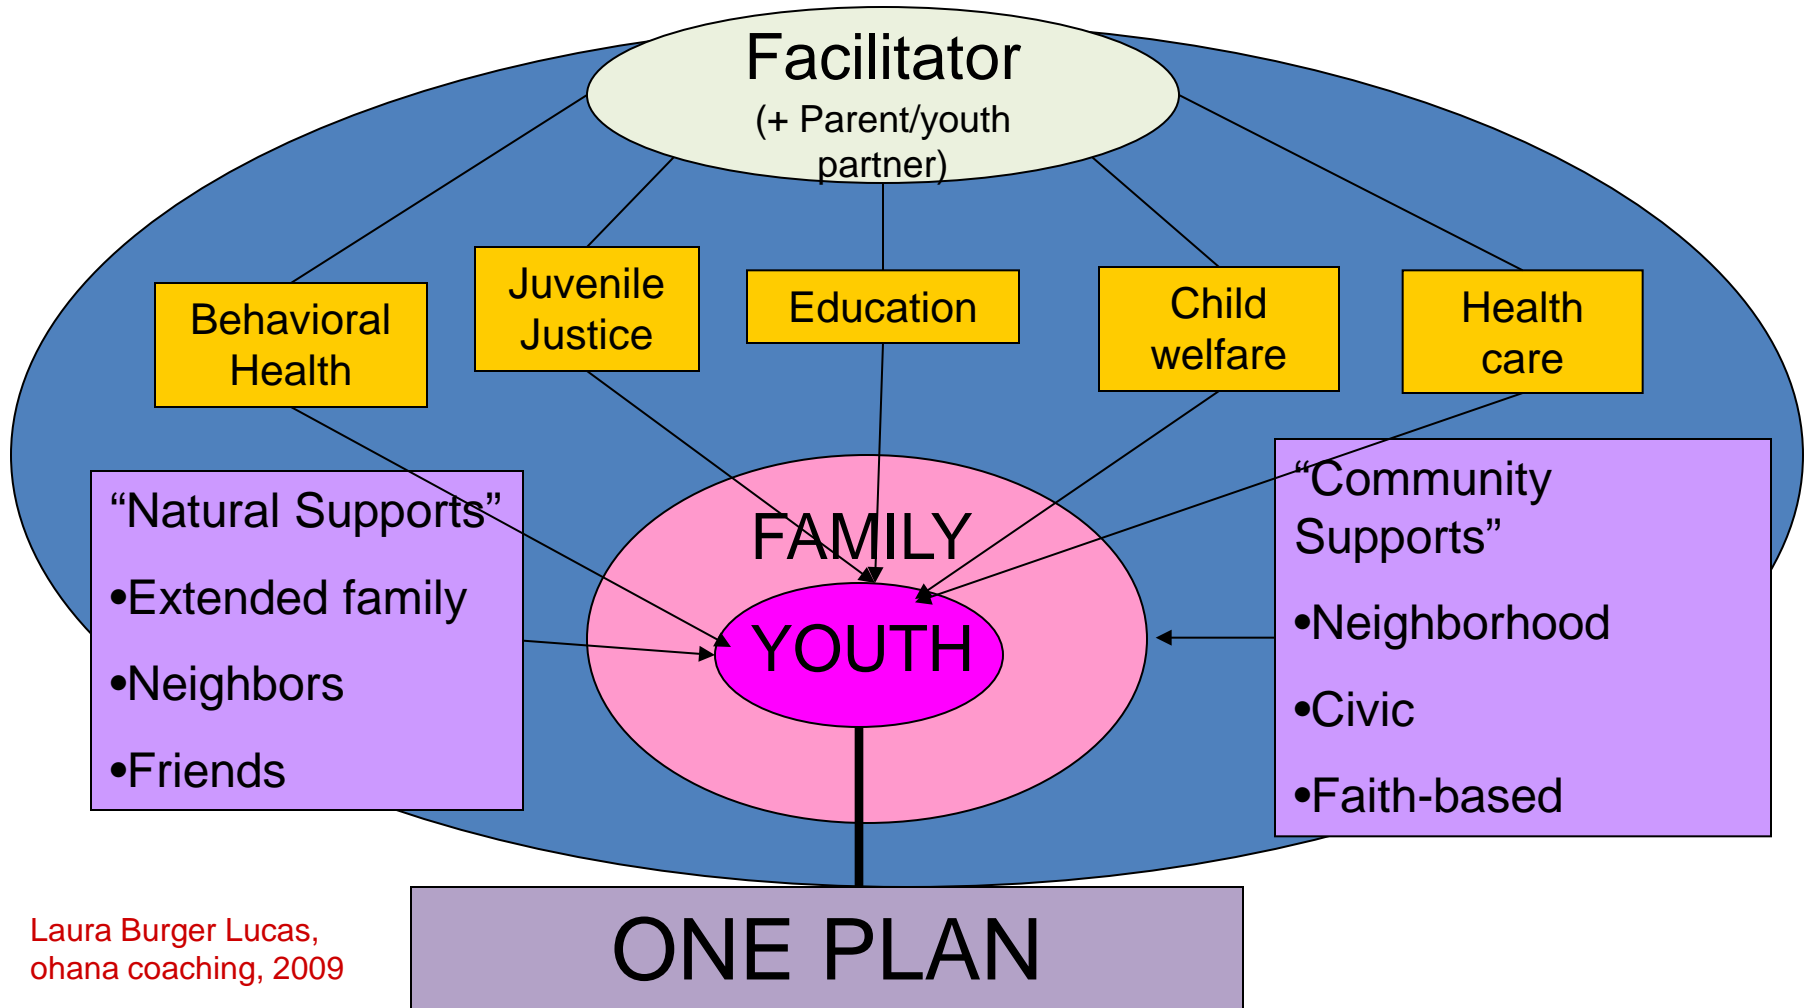 Facilitator
(+ Parent/youth
partner)
Behavioral
Health
Juvenile
Justice
Education
Child
welfare
Health
care
“Natural Supports”
•Extended family
•Neighbors
•Friends
FAMILY
YOUTH
“Community
Supports”
•Neighborhood
•Civic
•Faith-based
ONE PLAN
Laura Burger Lucas,
ohana coaching, 2009